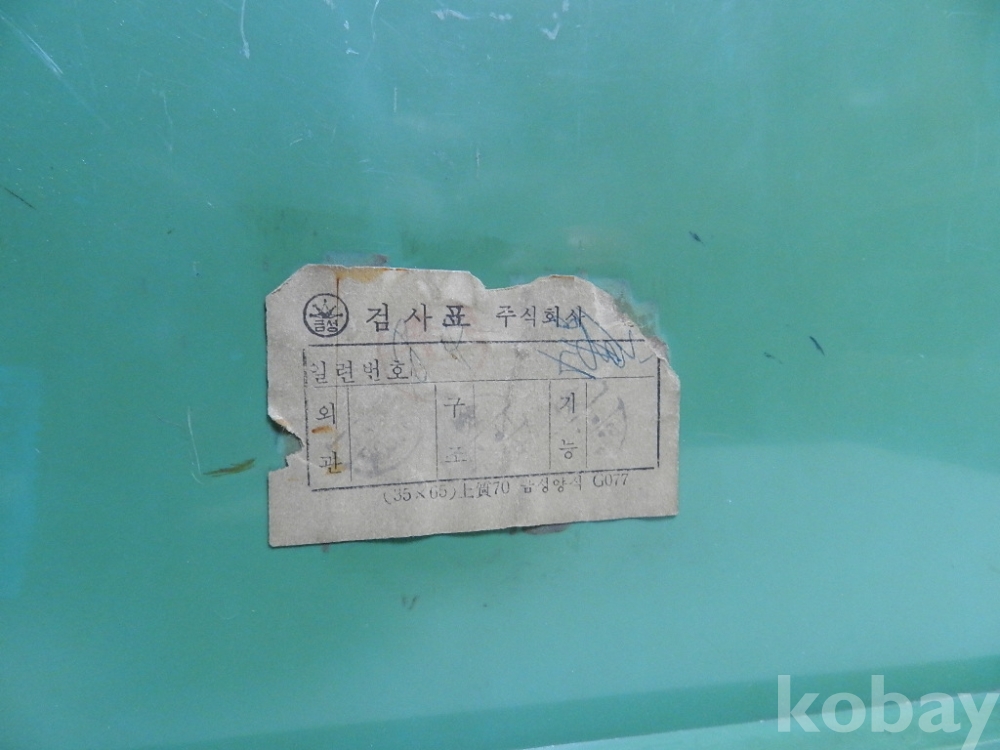 금성 검사표 주식회사
일련번호
외관 구조 기능
(35×65)上質70 금성양식 G077
kobay